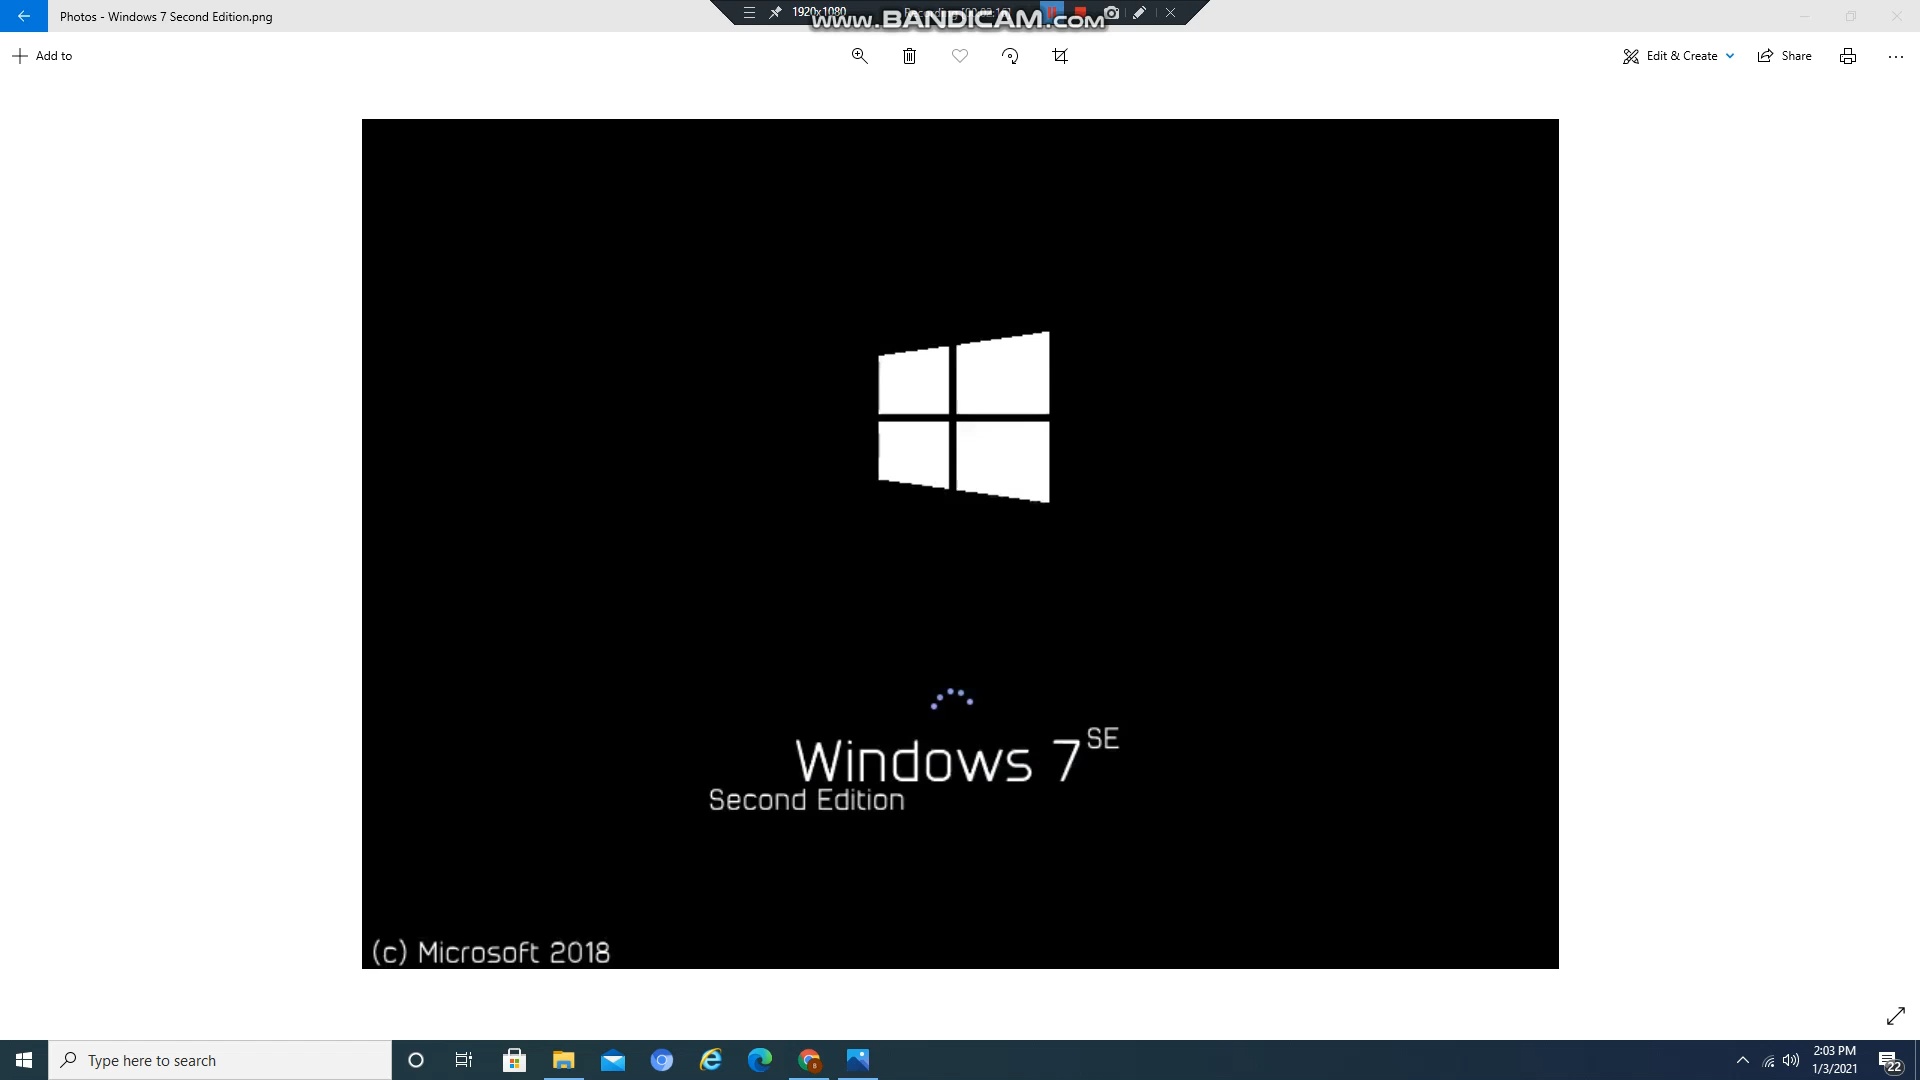 Photos - Windows 7 Second Edition.png
1920x1080
www.BANDICAM.com
Add to
Edit & Create
Share
Windows 7 SE
Second Edition
(c) Microsoft 2018
Type here to search
2:03 PM
1/3/2021
22